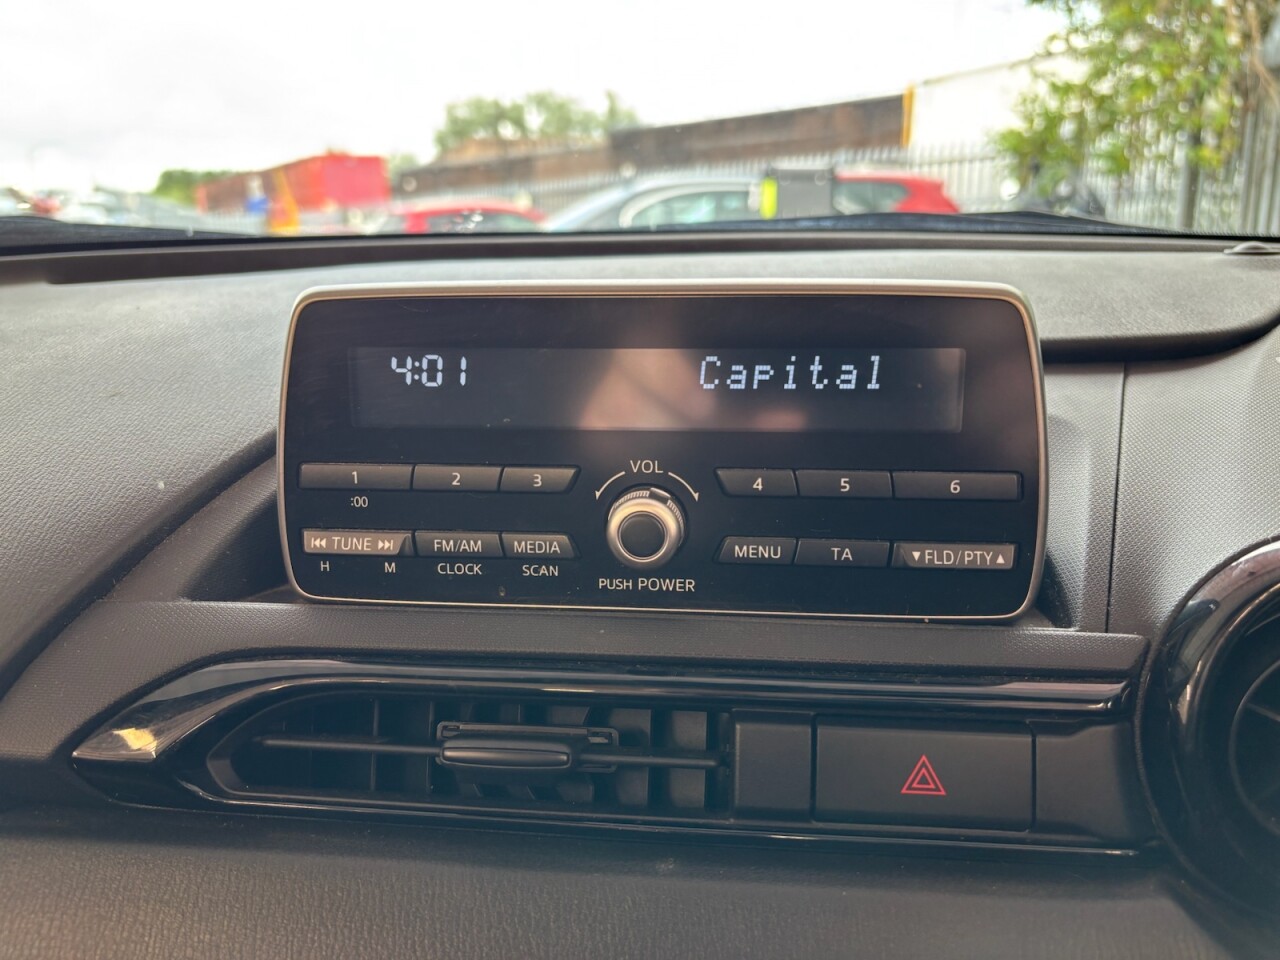 4:01 Capital
1 2 3 VOL 4 5 6
:00
⏮ TUNE ⏭ FM/AM MEDIA MENU TA ▼FLD/PTY▲
H M CLOCK SCAN PUSH POWER